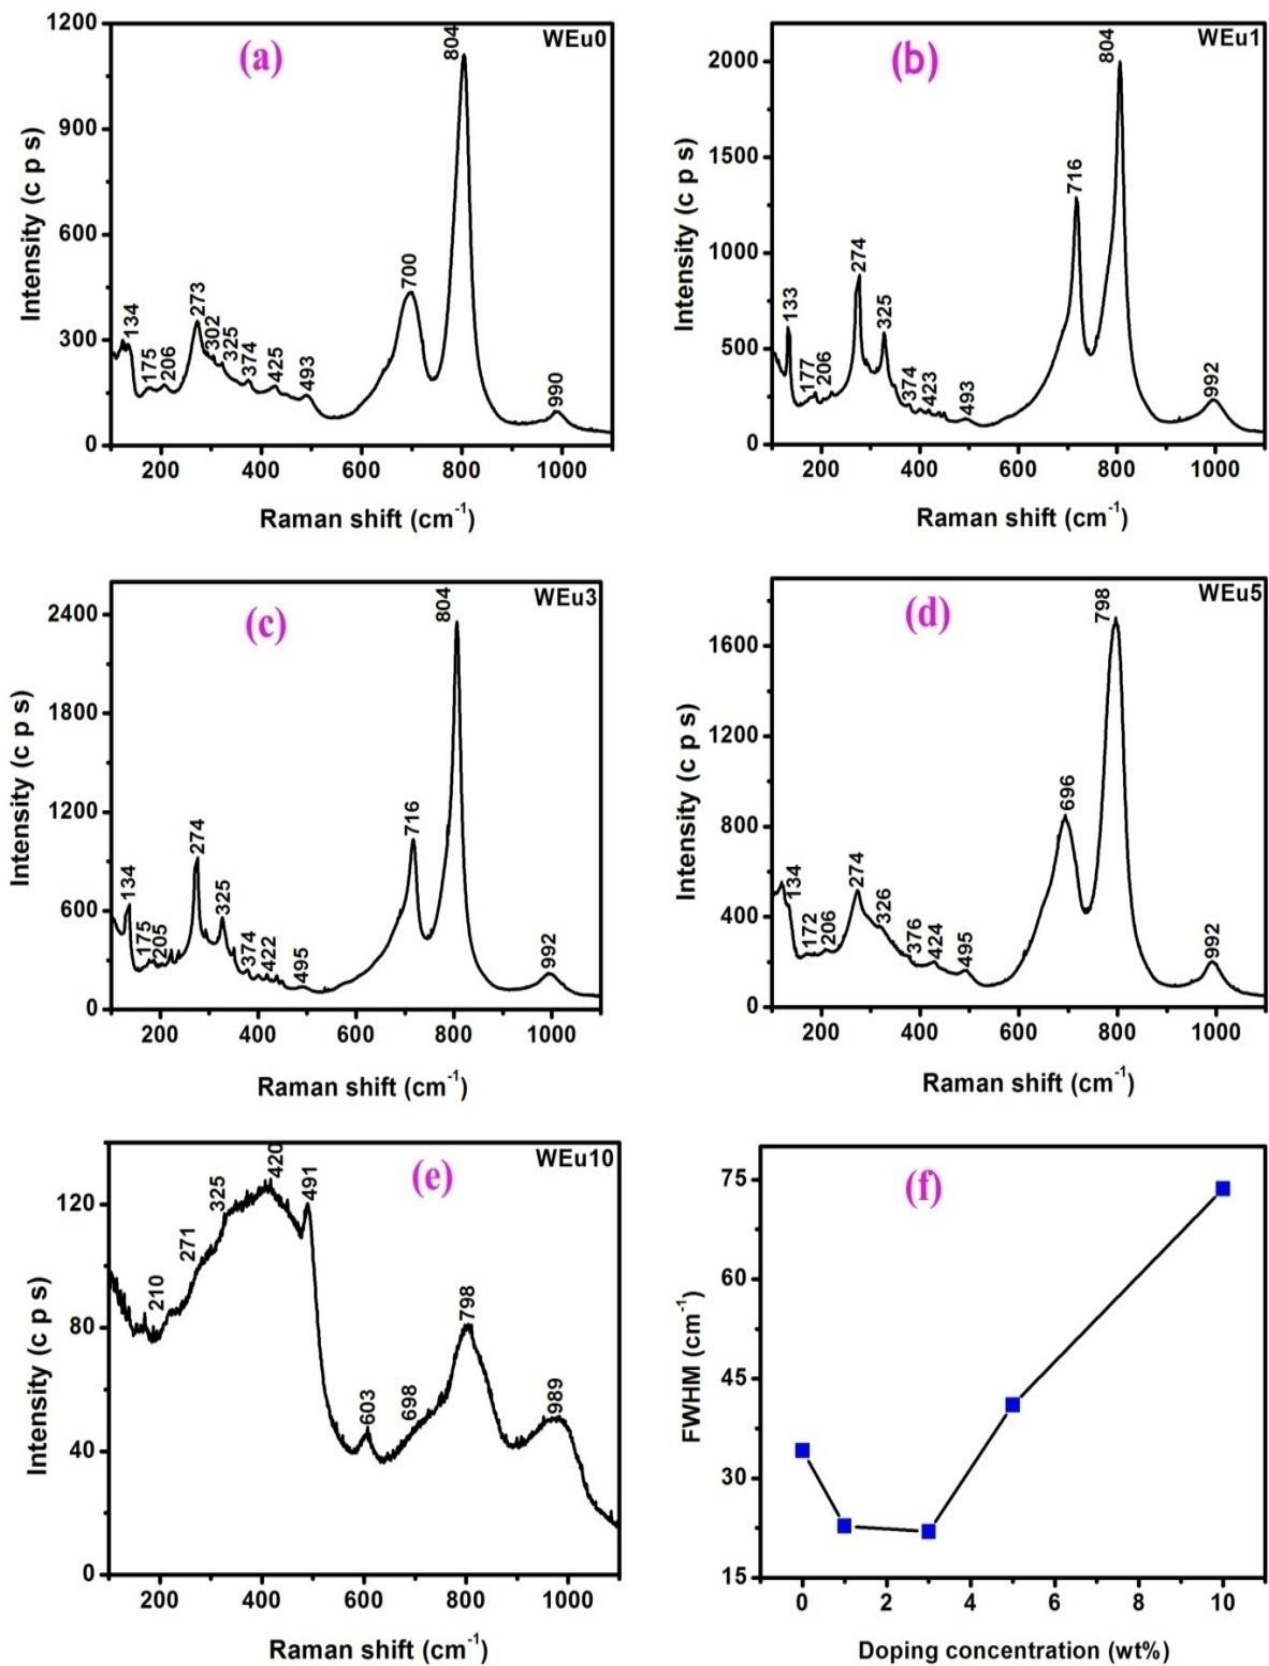 (a)
WEu0
1200
900
600
300
0
Intensity (c p s)
134
175
206
273
302
325
374
425
493
700
804
990
200 400 600 800 1000
Raman shift (cm-1)
(b)
WEu1
2000
1500
1000
500
0
Intensity (c p s)
133
177
206
274
325
374
423
493
716
804
992
200 400 600 800 1000
Raman shift (cm-1)
(c)
WEu3
2400
1800
1200
600
0
Intensity (c p s)
134
175
205
274
325
374
422
495
716
804
992
200 400 600 800 1000
Raman shift (cm-1)
(d)
WEu5
1600
1200
800
400
0
Intensity (c p s)
134
172
206
274
326
376
424
495
696
798
992
200 400 600 800 1000
Raman shift (cm-1)
(e)
WEu10
120
80
40
0
Intensity (c p s)
210
271
325
420
491
603
698
798
989
200 400 600 800 1000
Raman shift (cm-1)
(f)
75
60
45
30
15
FWHM (cm-1)
0 2 4 6 8 10
Doping concentration (wt%)